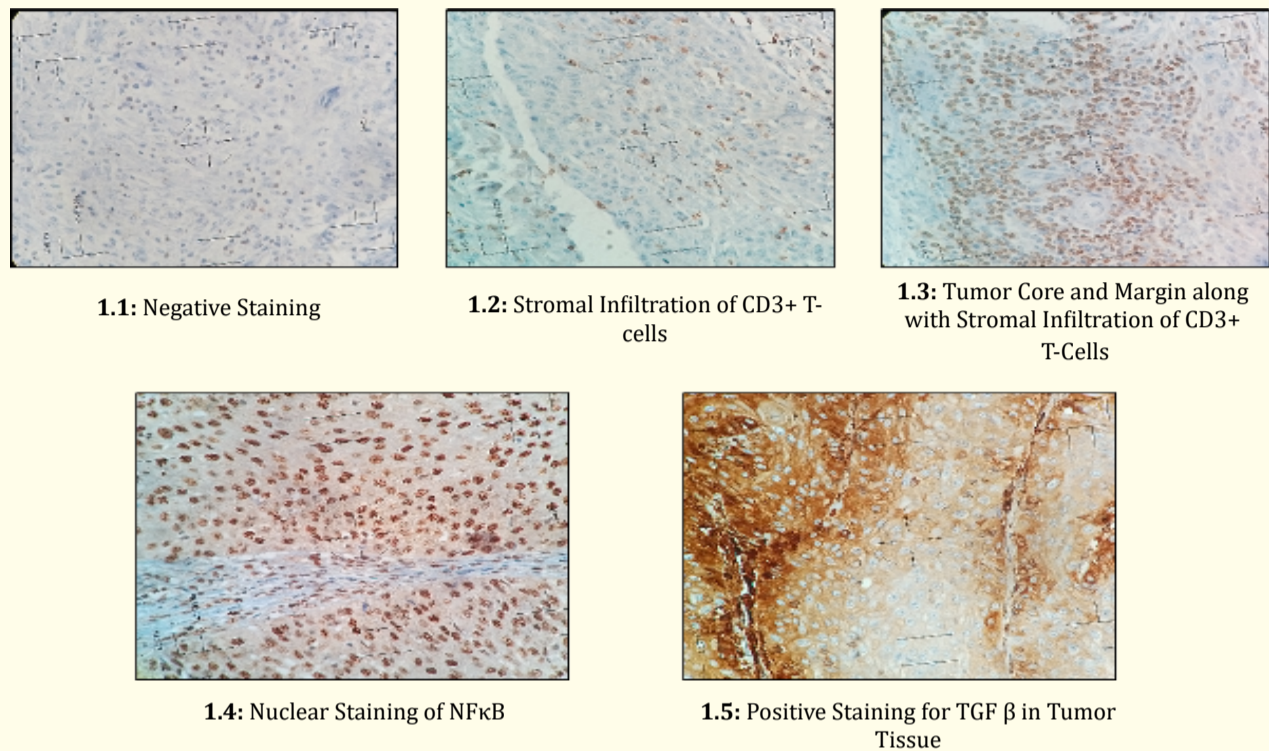 1.1: Negative Staining
1.2: Stromal Infiltration of CD3+ T-
cells
1.3: Tumor Core and Margin along
with Stromal Infiltration of CD3+
T-Cells
1.4: Nuclear Staining of NFκB
1.5: Positive Staining for TGF β in Tumor
Tissue